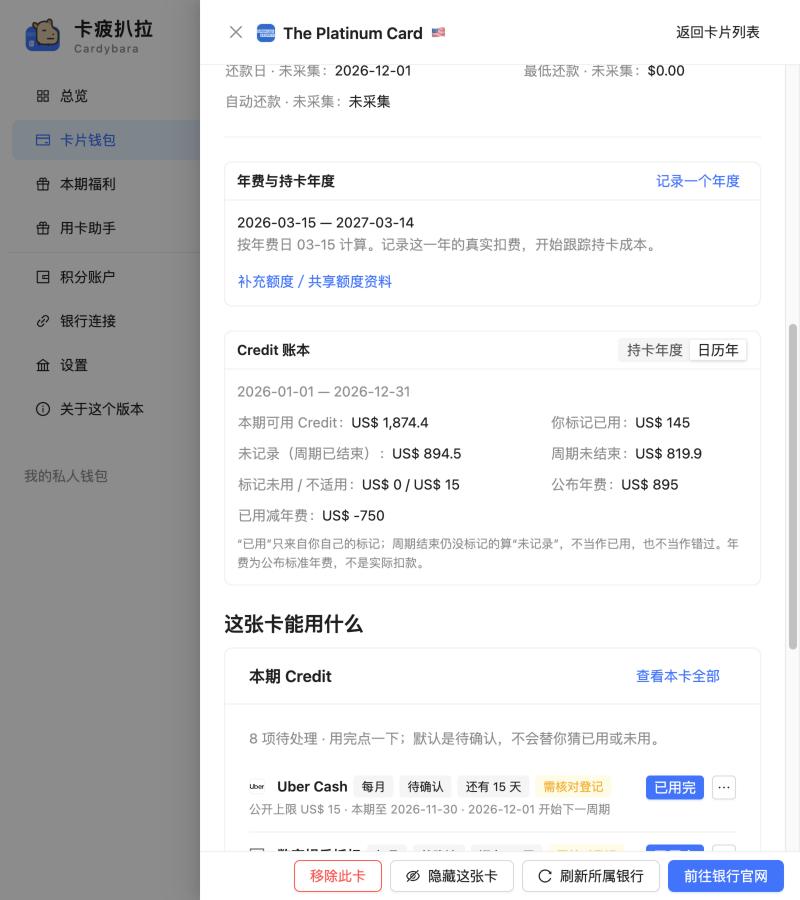 卡疲扒拉
Cardybara
总览
卡片钱包
本期福利
用卡助手
积分账户
银行连接
设置
关于这个版本
我的私人钱包
The Platinum Card
返回卡片列表
还款日 · 未采集： 2026-12-01
最低还款 · 未采集： $0.00
自动还款 · 未采集： 未采集
年费与持卡年度
记录一个年度
2026-03-15 — 2027-03-14
按年费日 03-15 计算。记录这一年的真实扣费，开始跟踪持卡成本。
补充额度 / 共享额度资料
Credit 账本
持卡年度 日历年
2026-01-01 — 2026-12-31
本期可用 Credit： US$ 1,874.4
你标记已用： US$ 145
未记录（周期已结束）： US$ 894.5
周期未结束： US$ 819.9
标记未用 / 不适用： US$ 0 / US$ 15
公布年费： US$ 895
已用减年费： US$ -750
“已用”只来自你自己的标记；周期结束仍没标记的算“未记录”，不当作已用，也不当作错过。年
费为公布标准年费，不是实际扣款。
这张卡能用什么
本期 Credit
查看本卡全部
8 项待处理 · 用完点一下；默认是待确认，不会替你猜已用或未用。
Uber
Uber Cash 每月 待确认 还有 15 天 需核对登记
已用完 ...
公开上限 US$ 15 · 本期至 2026-11-30 · 2026-12-01 开始下一周期
移除此卡
隐藏这张卡
刷新所属银行
前往银行官网